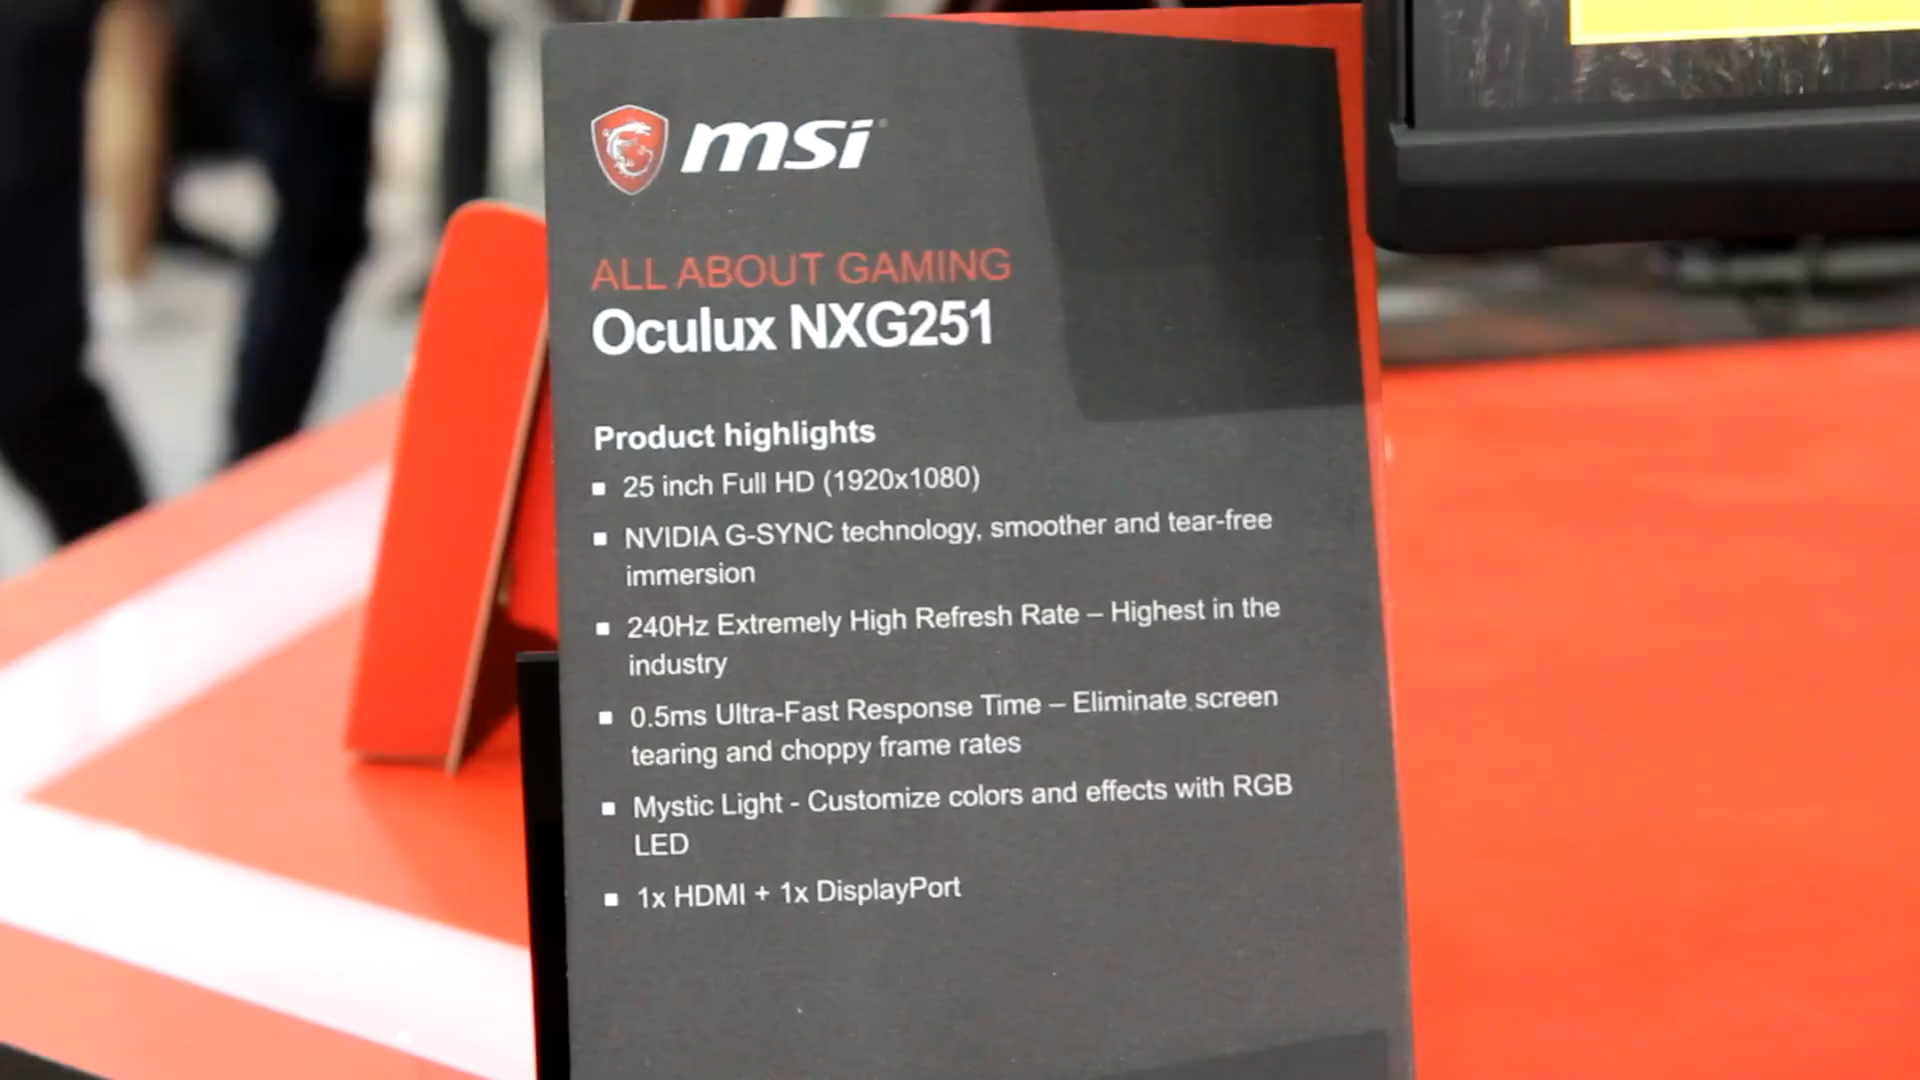 msi
ALL ABOUT GAMING
Oculux NXG251
Product highlights
▪ 25 inch Full HD (1920x1080)
▪ NVIDIA G-SYNC technology, smoother and tear-free
immersion
▪ 240Hz Extremely High Refresh Rate – Highest in the
industry
▪ 0.5ms Ultra-Fast Response Time – Eliminate screen
tearing and choppy frame rates
▪ Mystic Light - Customize colors and effects with RGB
LED
▪ 1x HDMI + 1x DisplayPort